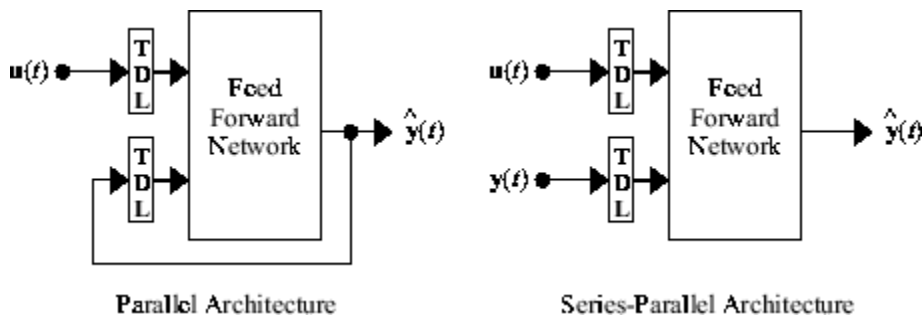 u(t)
T
D
L
T
D
L
Feed
Forward
Network
ŷ(t)
Parallel Architecture
u(t)
y(t)
T
D
L
T
D
L
Feed
Forward
Network
ŷ(t)
Series-Parallel Architecture